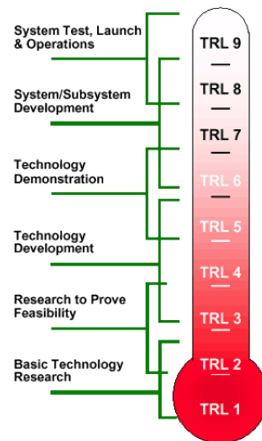 System Test, Launch
& Operations
System/Subsystem
Development
Technology
Demonstration
Technology
Development
Research to Prove
Feasibility
Basic Technology
Research
TRL 9
TRL 8
TRL 7
TRL 6
TRL 5
TRL 4
TRL 3
TRL 2
TRL 1